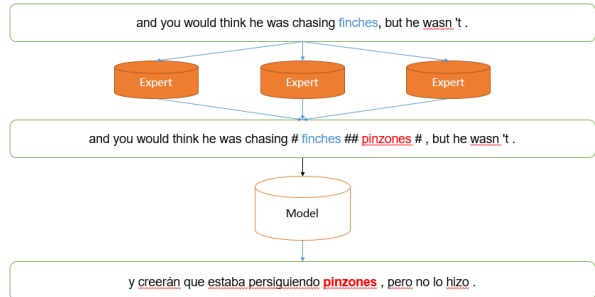 and you would think he was chasing finches, but he wasn 't .
Expert Expert Expert
and you would think he was chasing # finches ## pinzones # , but he wasn 't .
Model
y creerán que estaba persiguiendo pinzones , pero no lo hizo .